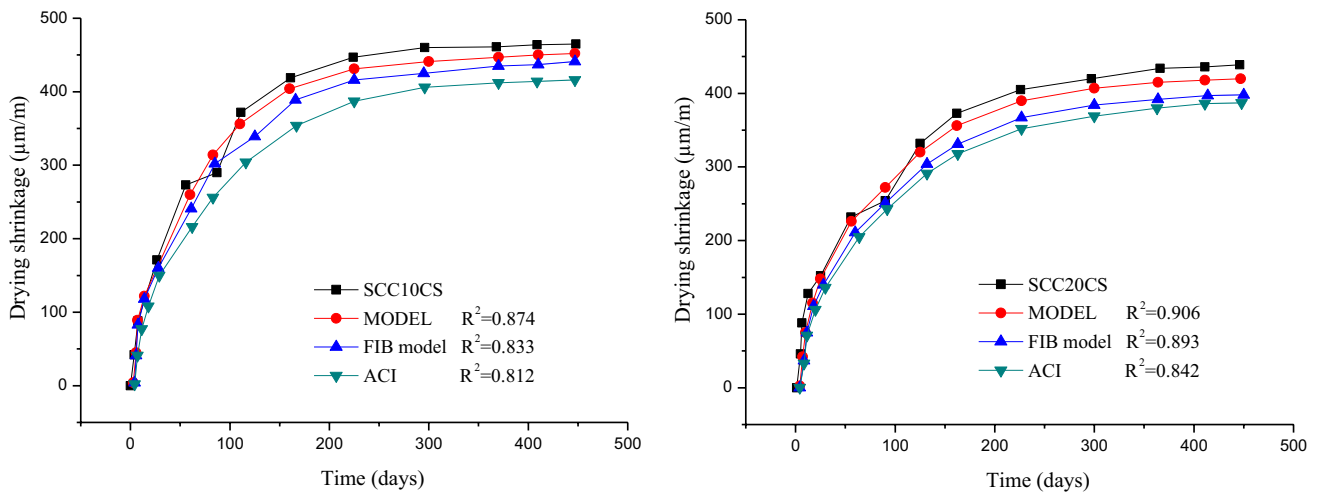 500
400
300
200
100
0
Drying shrinkage (µm/m)
SCC10CS
MODEL R²=0.874
FIB model R²=0.833
ACI R²=0.812
0 100 200 300 400 500
Time (days)
500
400
300
200
100
0
Drying shrinkage (µm/m)
SCC20CS
MODEL R²=0.906
FIB model R²=0.893
ACI R²=0.842
0 100 200 300 400 500
Time (days)